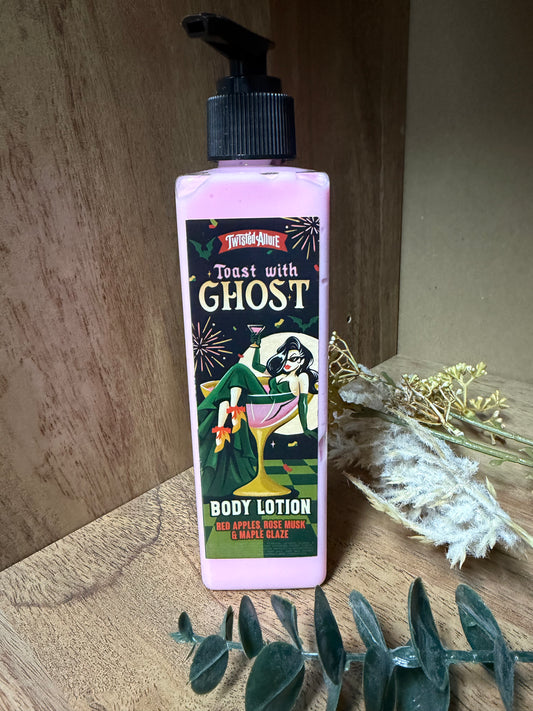 Twisted Allure
Toast with
GHOST
BODY LOTION
RED APPLES, ROSE MUSK
& MAPLE GLAZE